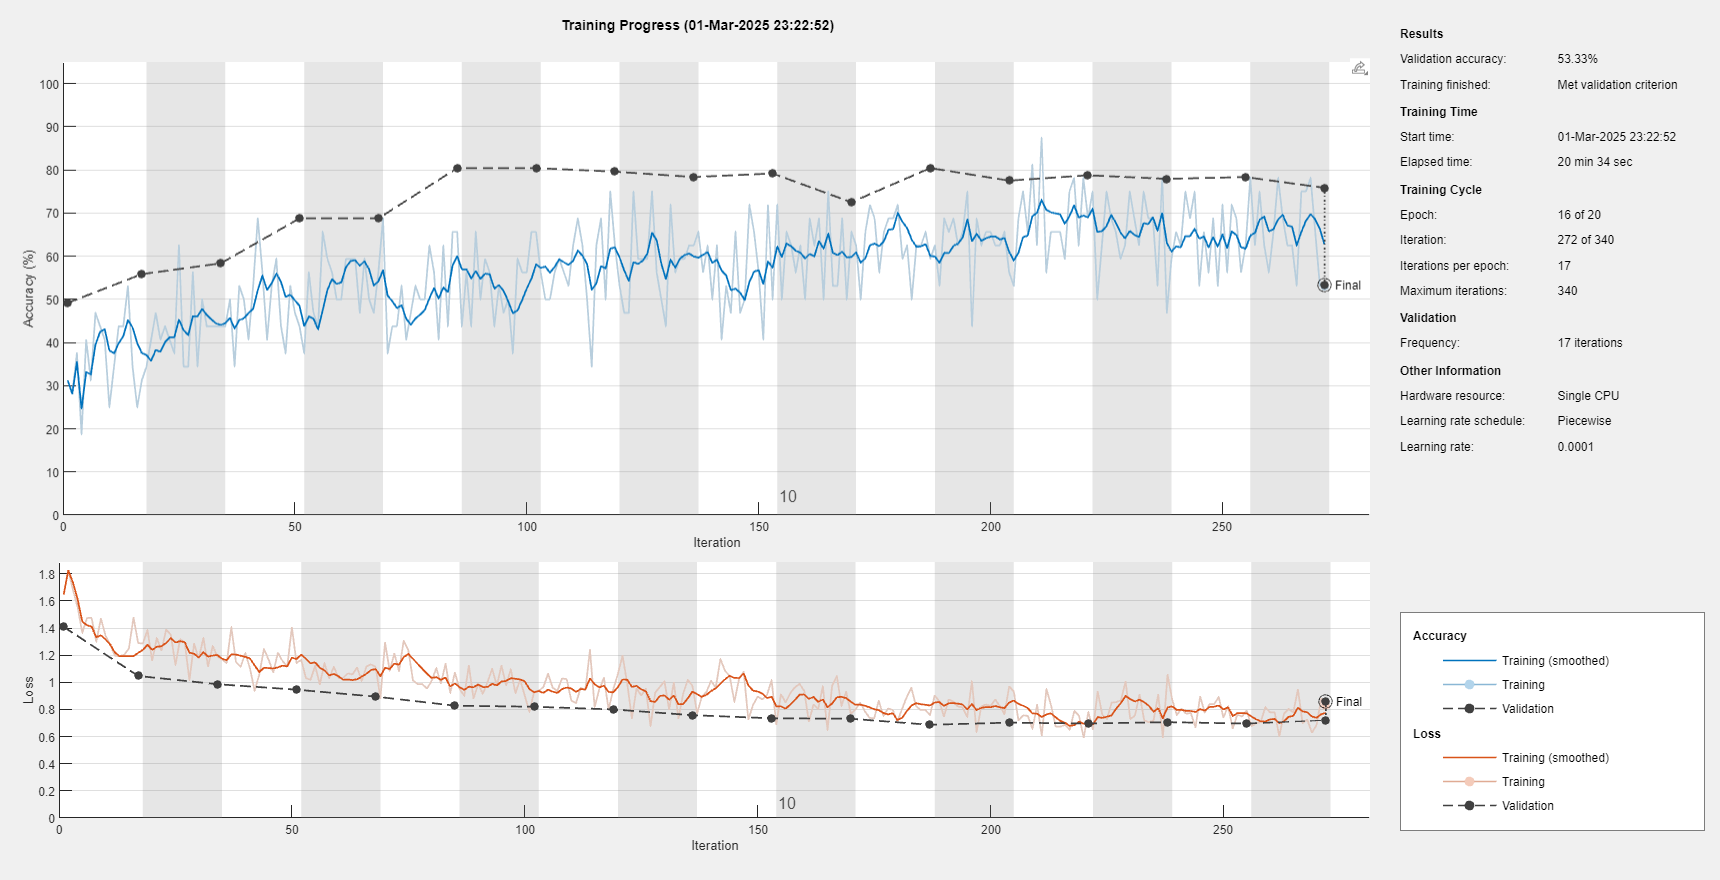 Training Progress (01-Mar-2025 23:22:52)
100
90
80
70
60
50
40
30
20
10
0
Accuracy (%)
Final
10
0
50
100
150
200
250
Iteration
1.8
1.6
1.4
1.2
1
0.8
0.6
0.4
0.2
0
Loss
Final
10
0
50
100
150
200
250
Iteration
Results
Validation accuracy: 53.33%
Training finished: Met validation criterion
Training Time
Start time: 01-Mar-2025 23:22:52
Elapsed time: 20 min 34 sec
Training Cycle
Epoch: 16 of 20
Iteration: 272 of 340
Iterations per epoch: 17
Maximum iterations: 340
Validation
Frequency: 17 iterations
Other Information
Hardware resource: Single CPU
Learning rate schedule: Piecewise
Learning rate: 0.0001
Accuracy
Training (smoothed)
Training
Validation
Loss
Training (smoothed)
Training
Validation